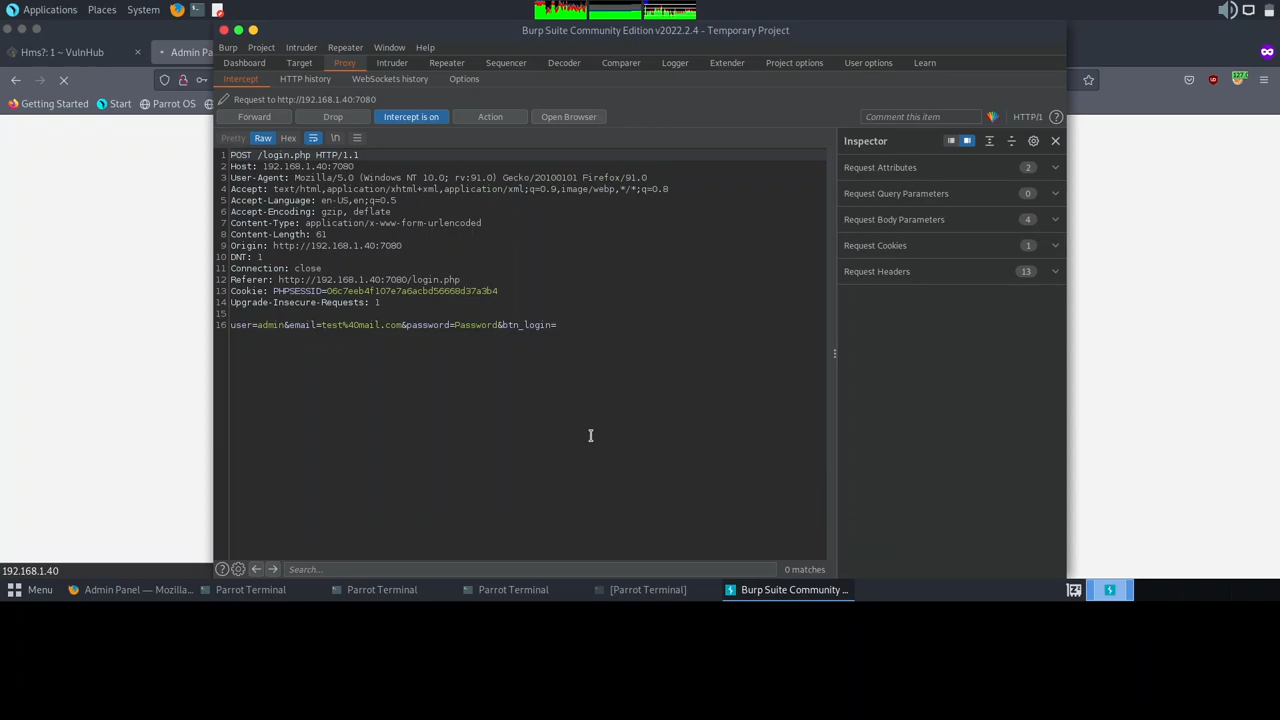 Applications Places System
Burp Suite Community Edition v2022.2.4 - Temporary Project
Hms?: 1 ~ VulnHub × Admin Pa
Burp Project Intruder Repeater Window Help
Dashboard Target Proxy Intruder Repeater Sequencer Decoder Comparer Logger Extender Project options User options Learn
Intercept HTTP history WebSockets history Options
Getting Started Start Parrot OS
Request to http://192.168.1.40:7080
Forward Drop Intercept is on Action Open Browser Comment this item HTTP/1 ?
Pretty Raw Hex \n
Inspector
1 POST /login.php HTTP/1.1
2 Host: 192.168.1.40:7080
3 User-Agent: Mozilla/5.0 (Windows NT 10.0; rv:91.0) Gecko/20100101 Firefox/91.0
4 Accept: text/html,application/xhtml+xml,application/xml;q=0.9,image/webp,*/*;q=0.8
5 Accept-Language: en-US,en;q=0.5
6 Accept-Encoding: gzip, deflate
7 Content-Type: application/x-www-form-urlencoded
8 Content-Length: 61
9 Origin: http://192.168.1.40:7080
10 DNT: 1
11 Connection: close
12 Referer: http://192.168.1.40:7080/login.php
13 Cookie: PHPSESSID=06c7eeb4f107e7a6acbd56668d37a3b4
14 Upgrade-Insecure-Requests: 1
15
16 user=admin&email=test%40mail.com&password=Password&btn_login=
Request Attributes 2
Request Query Parameters 0
Request Body Parameters 4
Request Cookies 1
Request Headers 13
Search... 0 matches
192.168.1.40
Menu Admin Panel — Mozilla... Parrot Terminal Parrot Terminal Parrot Terminal [Parrot Terminal] Burp Suite Community ...